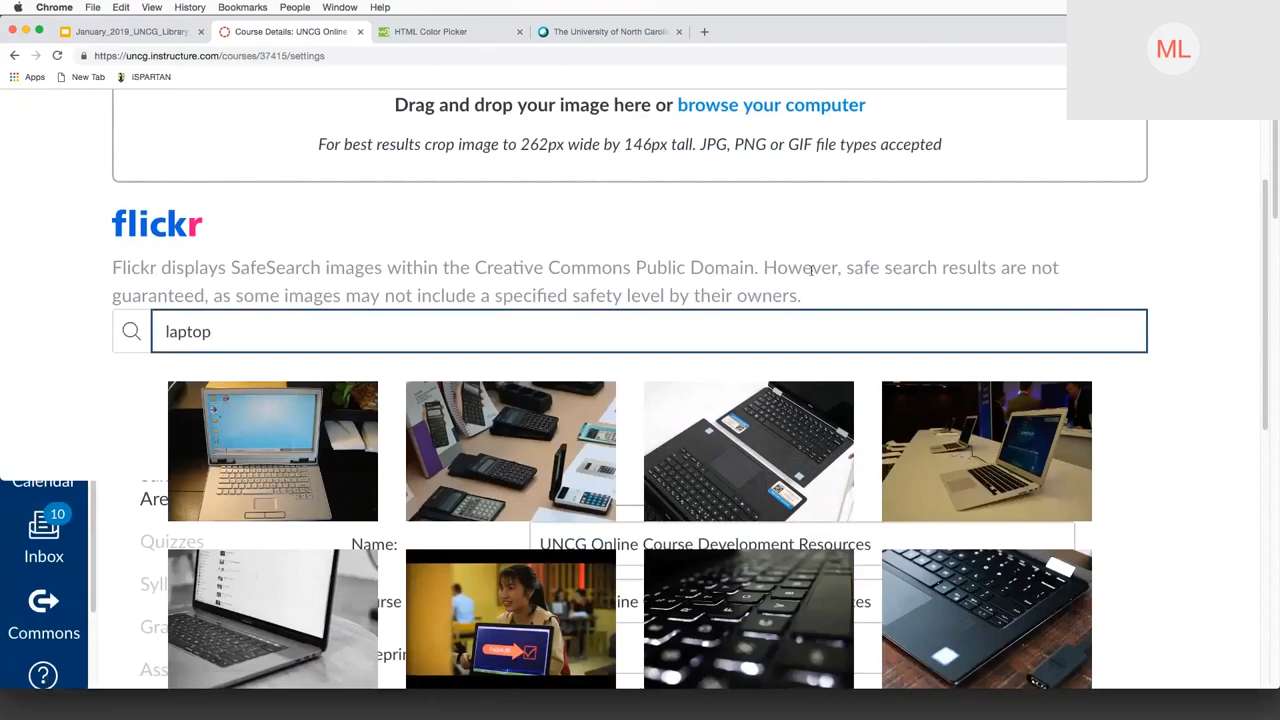 Chrome File Edit View History Bookmarks People Window Help
January_2019_UNCG_Library Course Details: UNCG Online HTML Color Picker The University of North Caroli
https://uncg.instructure.com/courses/37415/settings
Apps New Tab iSPARTAN
ML
Drag and drop your image here or browse your computer
For best results crop image to 262px wide by 146px tall. JPG, PNG or GIF file types accepted
flickr
Flickr displays SafeSearch images within the Creative Commons Public Domain. However, safe search results are not
guaranteed, as some images may not include a specified safety level by their owners.
laptop
Calendar
10
Inbox
Commons
Are
Quizzes
Syll
Gra
Ass
Name:
UNCG Online Course Development Resources